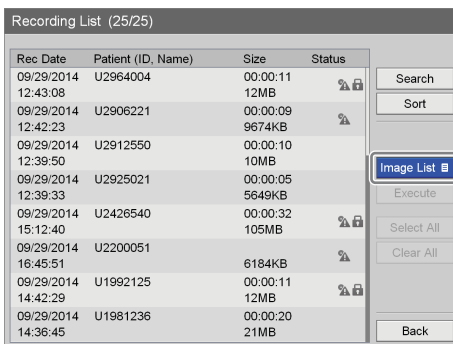 Recording List (25/25)
Rec Date Patient (ID, Name) Size Status
09/29/2014 U2964004 00:00:11
12:43:08 12MB
09/29/2014 U2906221 00:00:09
12:42:23 9674KB
09/29/2014 U2912550 00:00:10
12:39:50 10MB
09/29/2014 U2925021 00:00:05
12:39:33 5649KB
09/29/2014 U2426540 00:00:32
15:12:40 105MB
09/29/2014 U2200051
16:45:51 6184KB
09/29/2014 U1992125 00:00:11
14:42:29 12MB
09/29/2014 U1981236 00:00:20
14:36:45 21MB
Search
Sort
Image List
Execute
Select All
Clear All
Back